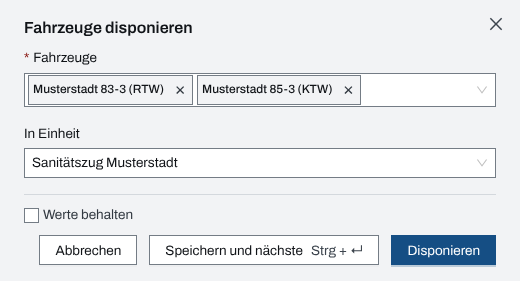 Fahrzeuge disponieren
* Fahrzeuge
Musterstadt 83-3 (RTW) Musterstadt 85-3 (KTW)
In Einheit
Sanitätszug Musterstadt
Werte behalten
Abbrechen Speichern und nächste Strg + ↵ Disponieren